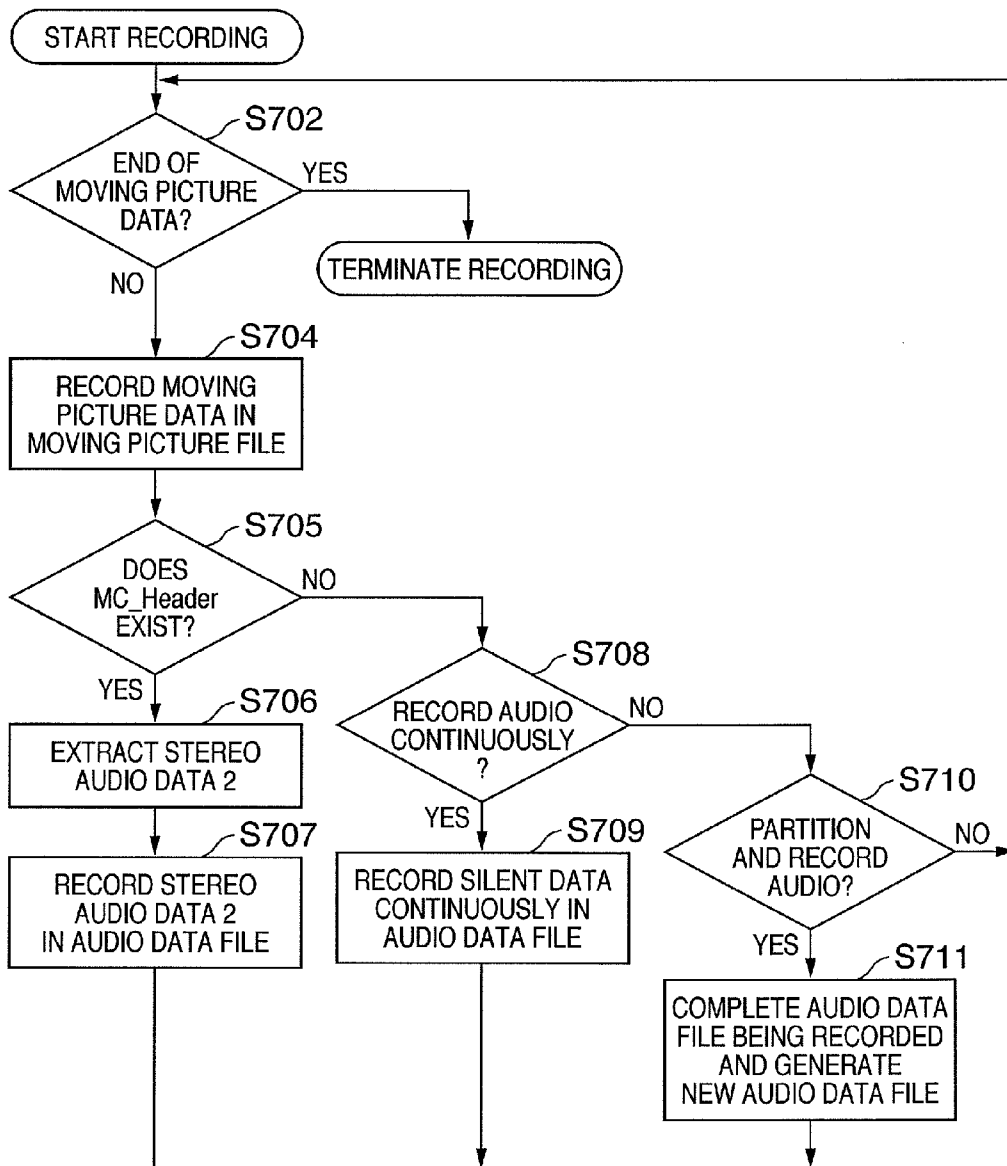 START RECORDING
S702
END OF
MOVING PICTURE
DATA?
YES
TERMINATE RECORDING
NO
S704
RECORD MOVING
PICTURE DATA IN
MOVING PICTURE FILE
S705
DOES
MC_Header
EXIST?
NO
YES
S706
EXTRACT STEREO
AUDIO DATA 2
S707
RECORD STEREO
AUDIO DATA 2
IN AUDIO DATA FILE
S708
RECORD AUDIO
CONTINUOUSLY
?
NO
YES
S709
RECORD SILENT DATA
CONTINUOUSLY IN
AUDIO DATA FILE
S710
PARTITION
AND RECORD
AUDIO?
NO
YES
S711
COMPLETE AUDIO DATA
FILE BEING RECORDED
AND GENERATE
NEW AUDIO DATA FILE